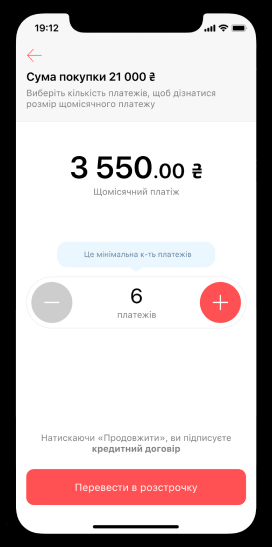 19:12
Сума покупки 21 000 ₴
Виберіть кількість платежів, щоб дізнатися
розмір щомісячного платежу
3 550.00 ₴
Щомісячний платіж
Це мінімальна к-ть платежів
6
платежів
Натискаючи «Продовжити», ви підписуєте
кредитний договір
Перевести в розстрочку